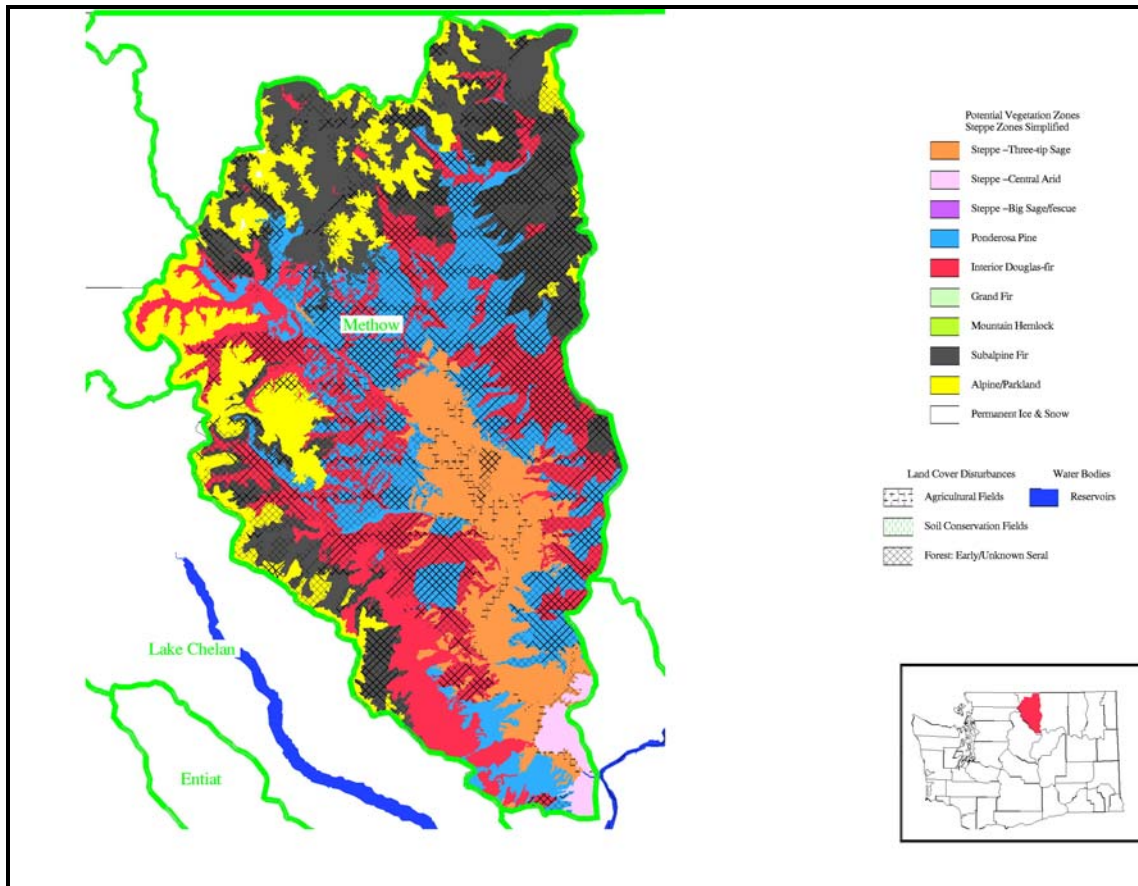 Methow
Lake Chelan
Entiat
Potential Vegetation Zones
Steppe Zones Simplified
Steppe –Three-tip Sage
Steppe –Central Arid
Steppe –Big Sage/fescue
Ponderosa Pine
Interior Douglas-fir
Grand Fir
Mountain Hemlock
Subalpine Fir
Alpine/Parkland
Permanent Ice & Snow
Land Cover Disturbances
Water Bodies
Agricultural Fields
Reservoirs
Soil Conservation Fields
Forest: Early/Unknown Seral